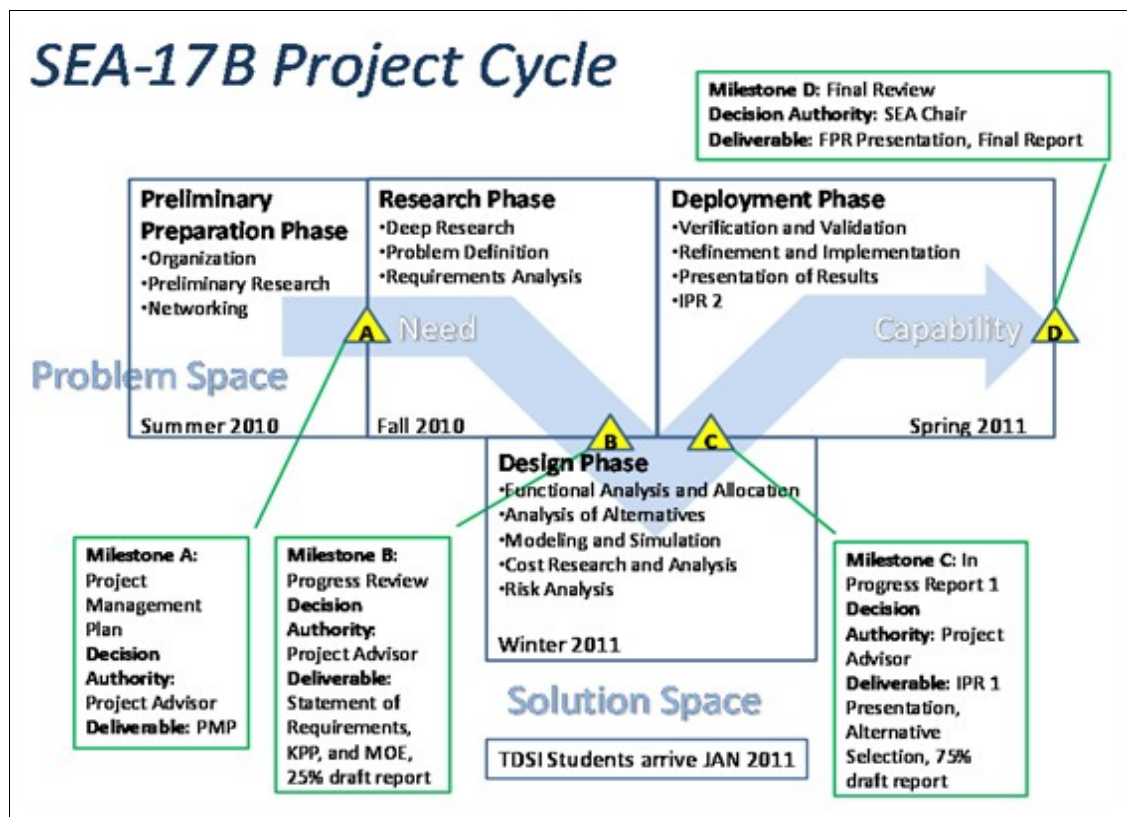 SEA-17B Project Cycle
Milestone D: Final Review
Decision Authority: SEA Chair
Deliverable: FPR Presentation, Final Report
Preliminary
Preparation Phase
•Organization
•Preliminary Research
•Networking
Summer 2010
Research Phase
•Deep Research
•Problem Definition
•Requirements Analysis
Fall 2010
Deployment Phase
•Verification and Validation
•Refinement and Implementation
•Presentation of Results
•IPR 2
Spring 2011
A
Need
Capability
D
Problem Space
B
C
Design Phase
•Functional Analysis and Allocation
•Analysis of Alternatives
•Modeling and Simulation
•Cost Research and Analysis
•Risk Analysis
Winter 2011
Milestone A:
Project
Management
Plan
Decision
Authority:
Project Advisor
Deliverable: PMP
Milestone B:
Progress Review
Decision
Authority:
Project Advisor
Deliverable:
Statement of
Requirements,
KPP, and MOE,
25% draft report
Solution Space
TDSI Students arrive JAN 2011
Milestone C: In
Progress Report 1
Decision
Authority: Project
Advisor
Deliverable: IPR 1
Presentation,
Alternative
Selection, 75%
draft report